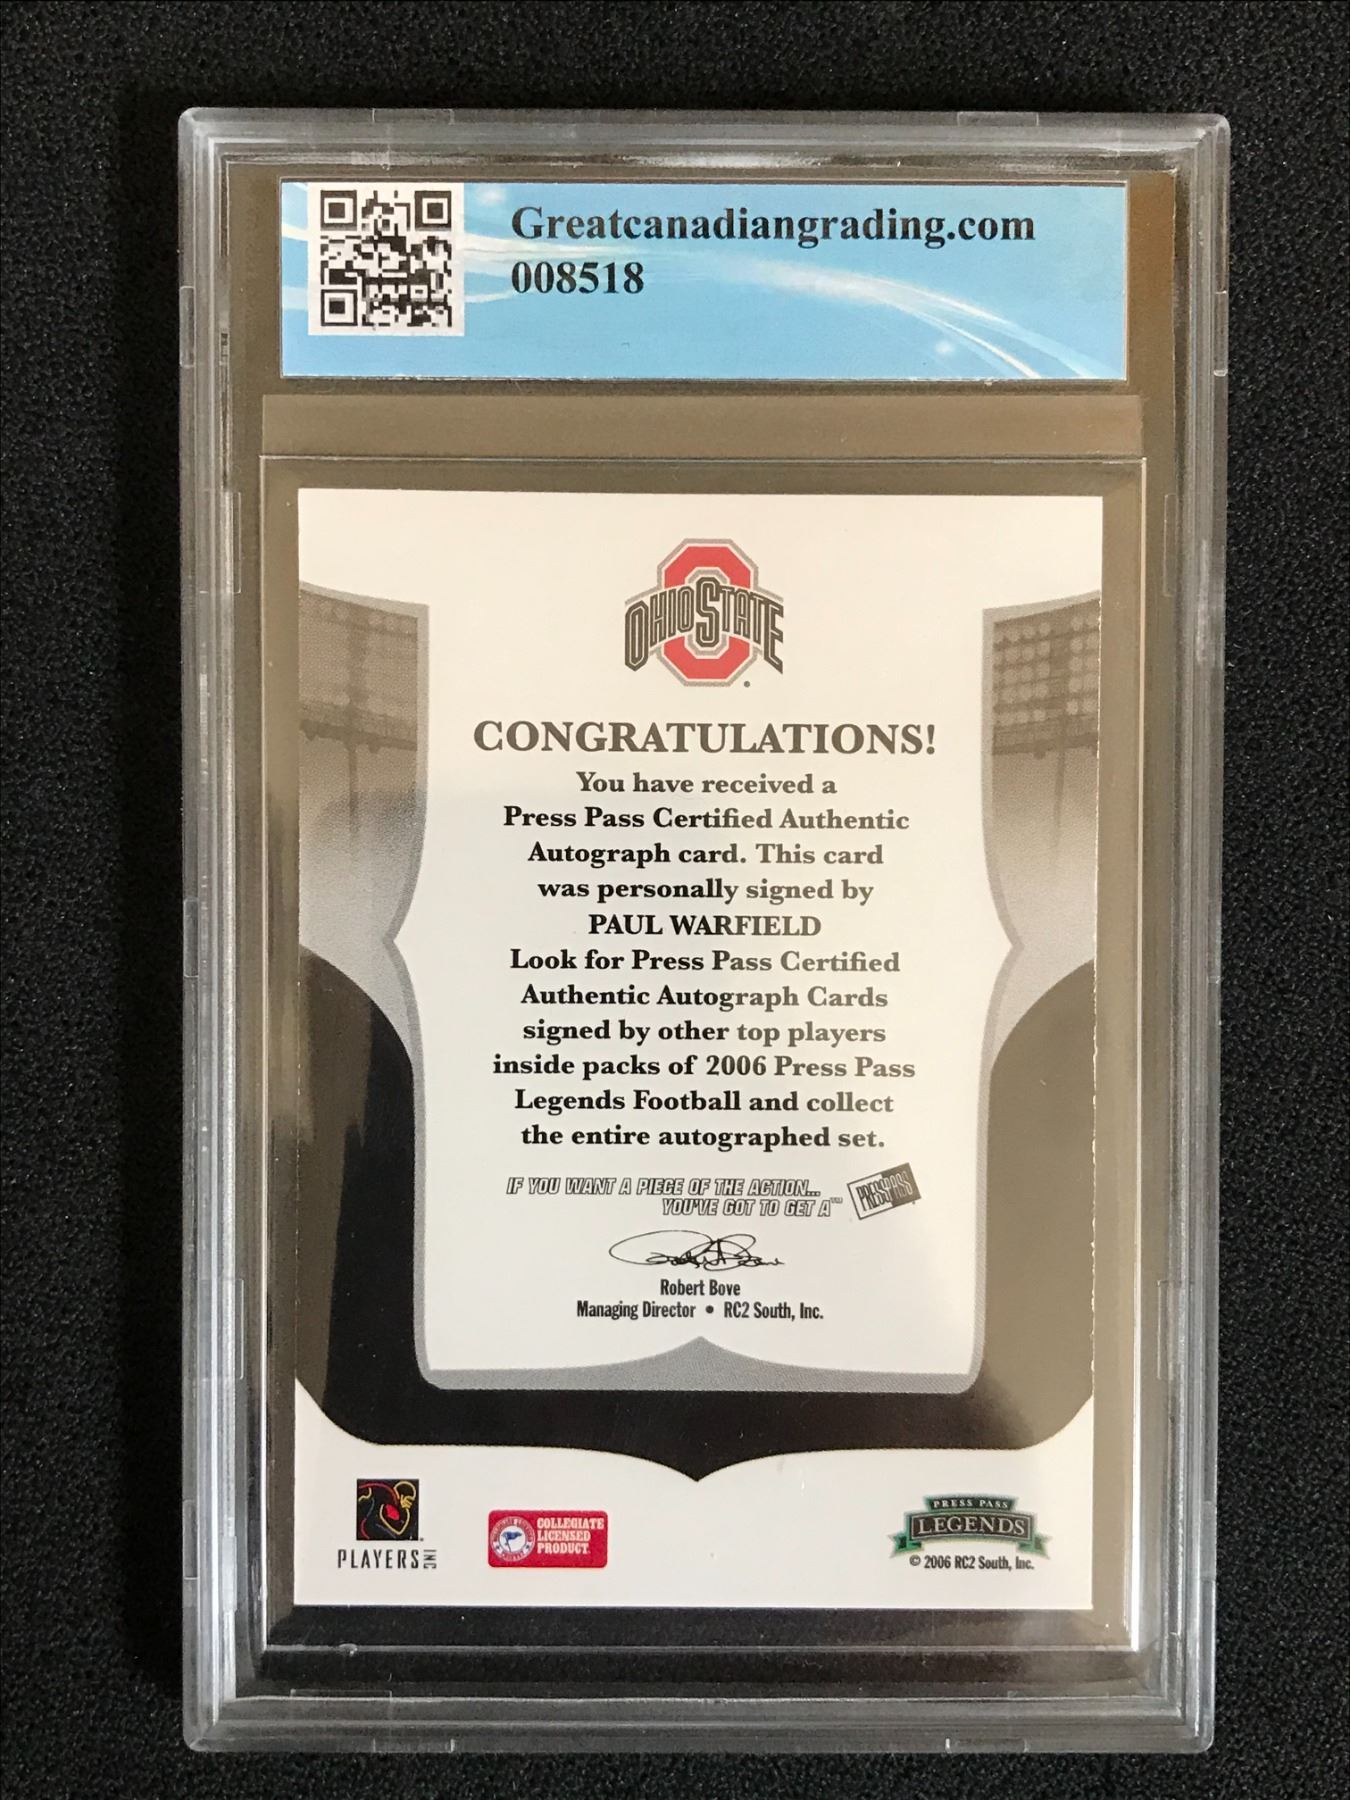 Greatcanadiangrading.com
008518
OHIO STATE
CONGRATULATIONS!
You have received a
Press Pass Certified Authentic
Autograph card. This card
was personally signed by
PAUL WARFIELD
Look for Press Pass Certified
Authentic Autograph Cards
signed by other top players
inside packs of 2006 Press Pass
Legends Football and collect
the entire autographed set.
IF YOU WANT A PIECE OF THE ACTION...
YOU'VE GOT TO GET A™ PRESS PASS
Robert Bove
Managing Director • RC2 South, Inc.
PLAYERS INC
COLLEGIATE
LICENSED
PRODUCT
PRESS PASS
LEGENDS
© 2006 RC2 South, Inc.